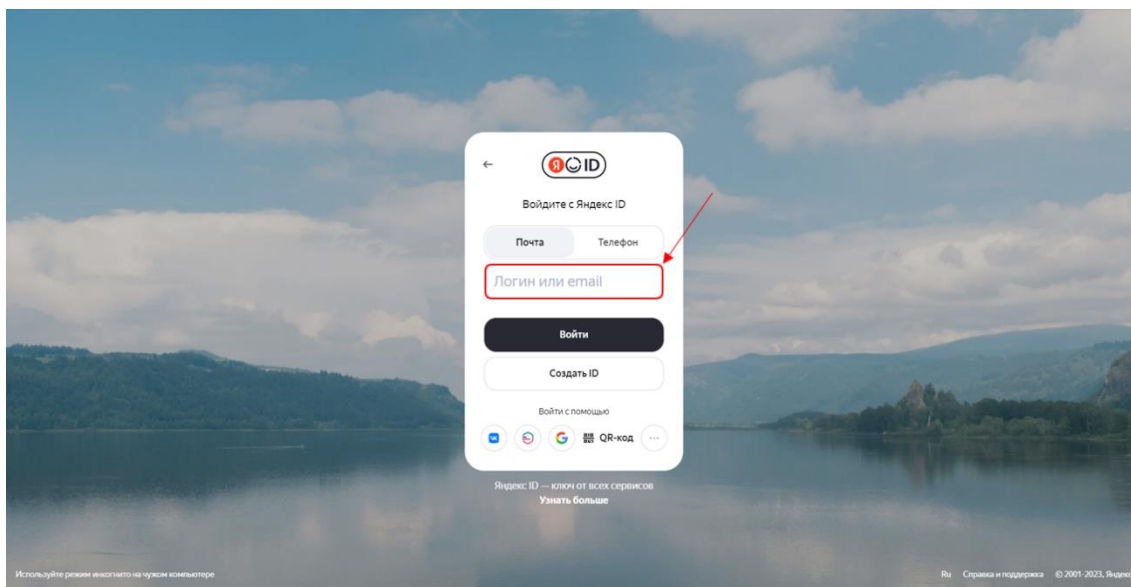 Я ID
Войдите с Яндекс ID
Почта Телефон
Логин или email
Войти
Создать ID
Войти с помощью
QR-код
Яндекс ID — ключ от всех сервисов
Узнать больше
Используйте режим инкогнито на чужом компьютере
Ru Справка и поддержка © 2001-2023, Яндекс